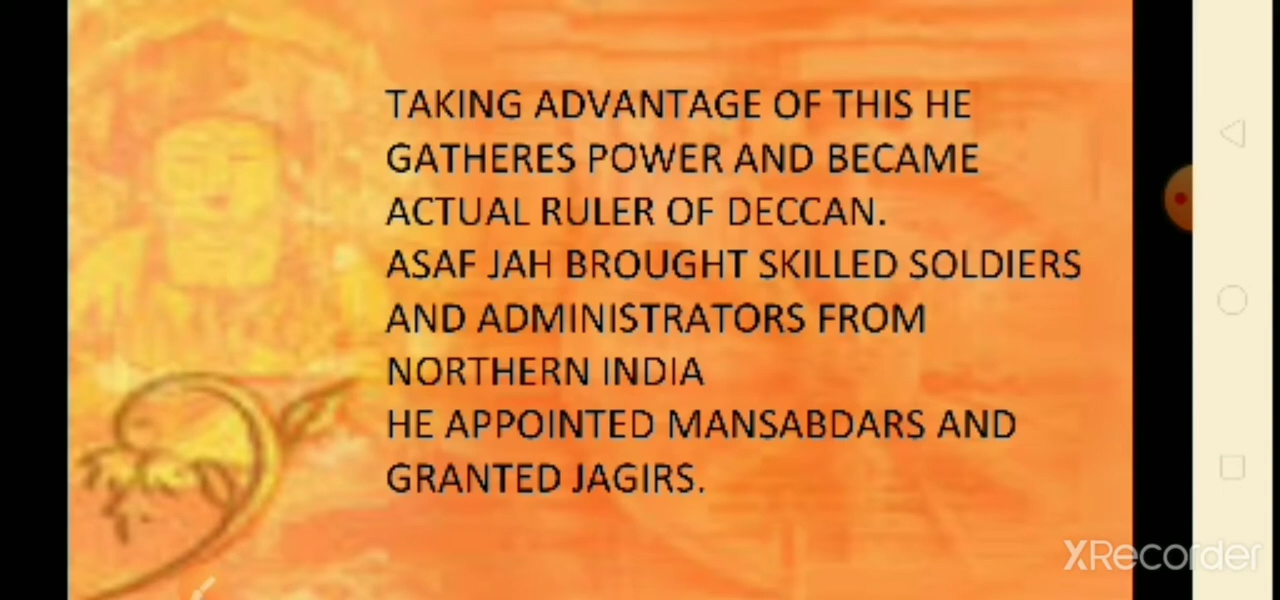 TAKING ADVANTAGE OF THIS HE
GATHERES POWER AND BECAME
ACTUAL RULER OF DECCAN.
ASAF JAH BROUGHT SKILLED SOLDIERS
AND ADMINISTRATORS FROM
NORTHERN INDIA
HE APPOINTED MANSABDARS AND
GRANTED JAGIRS.
XRecorder